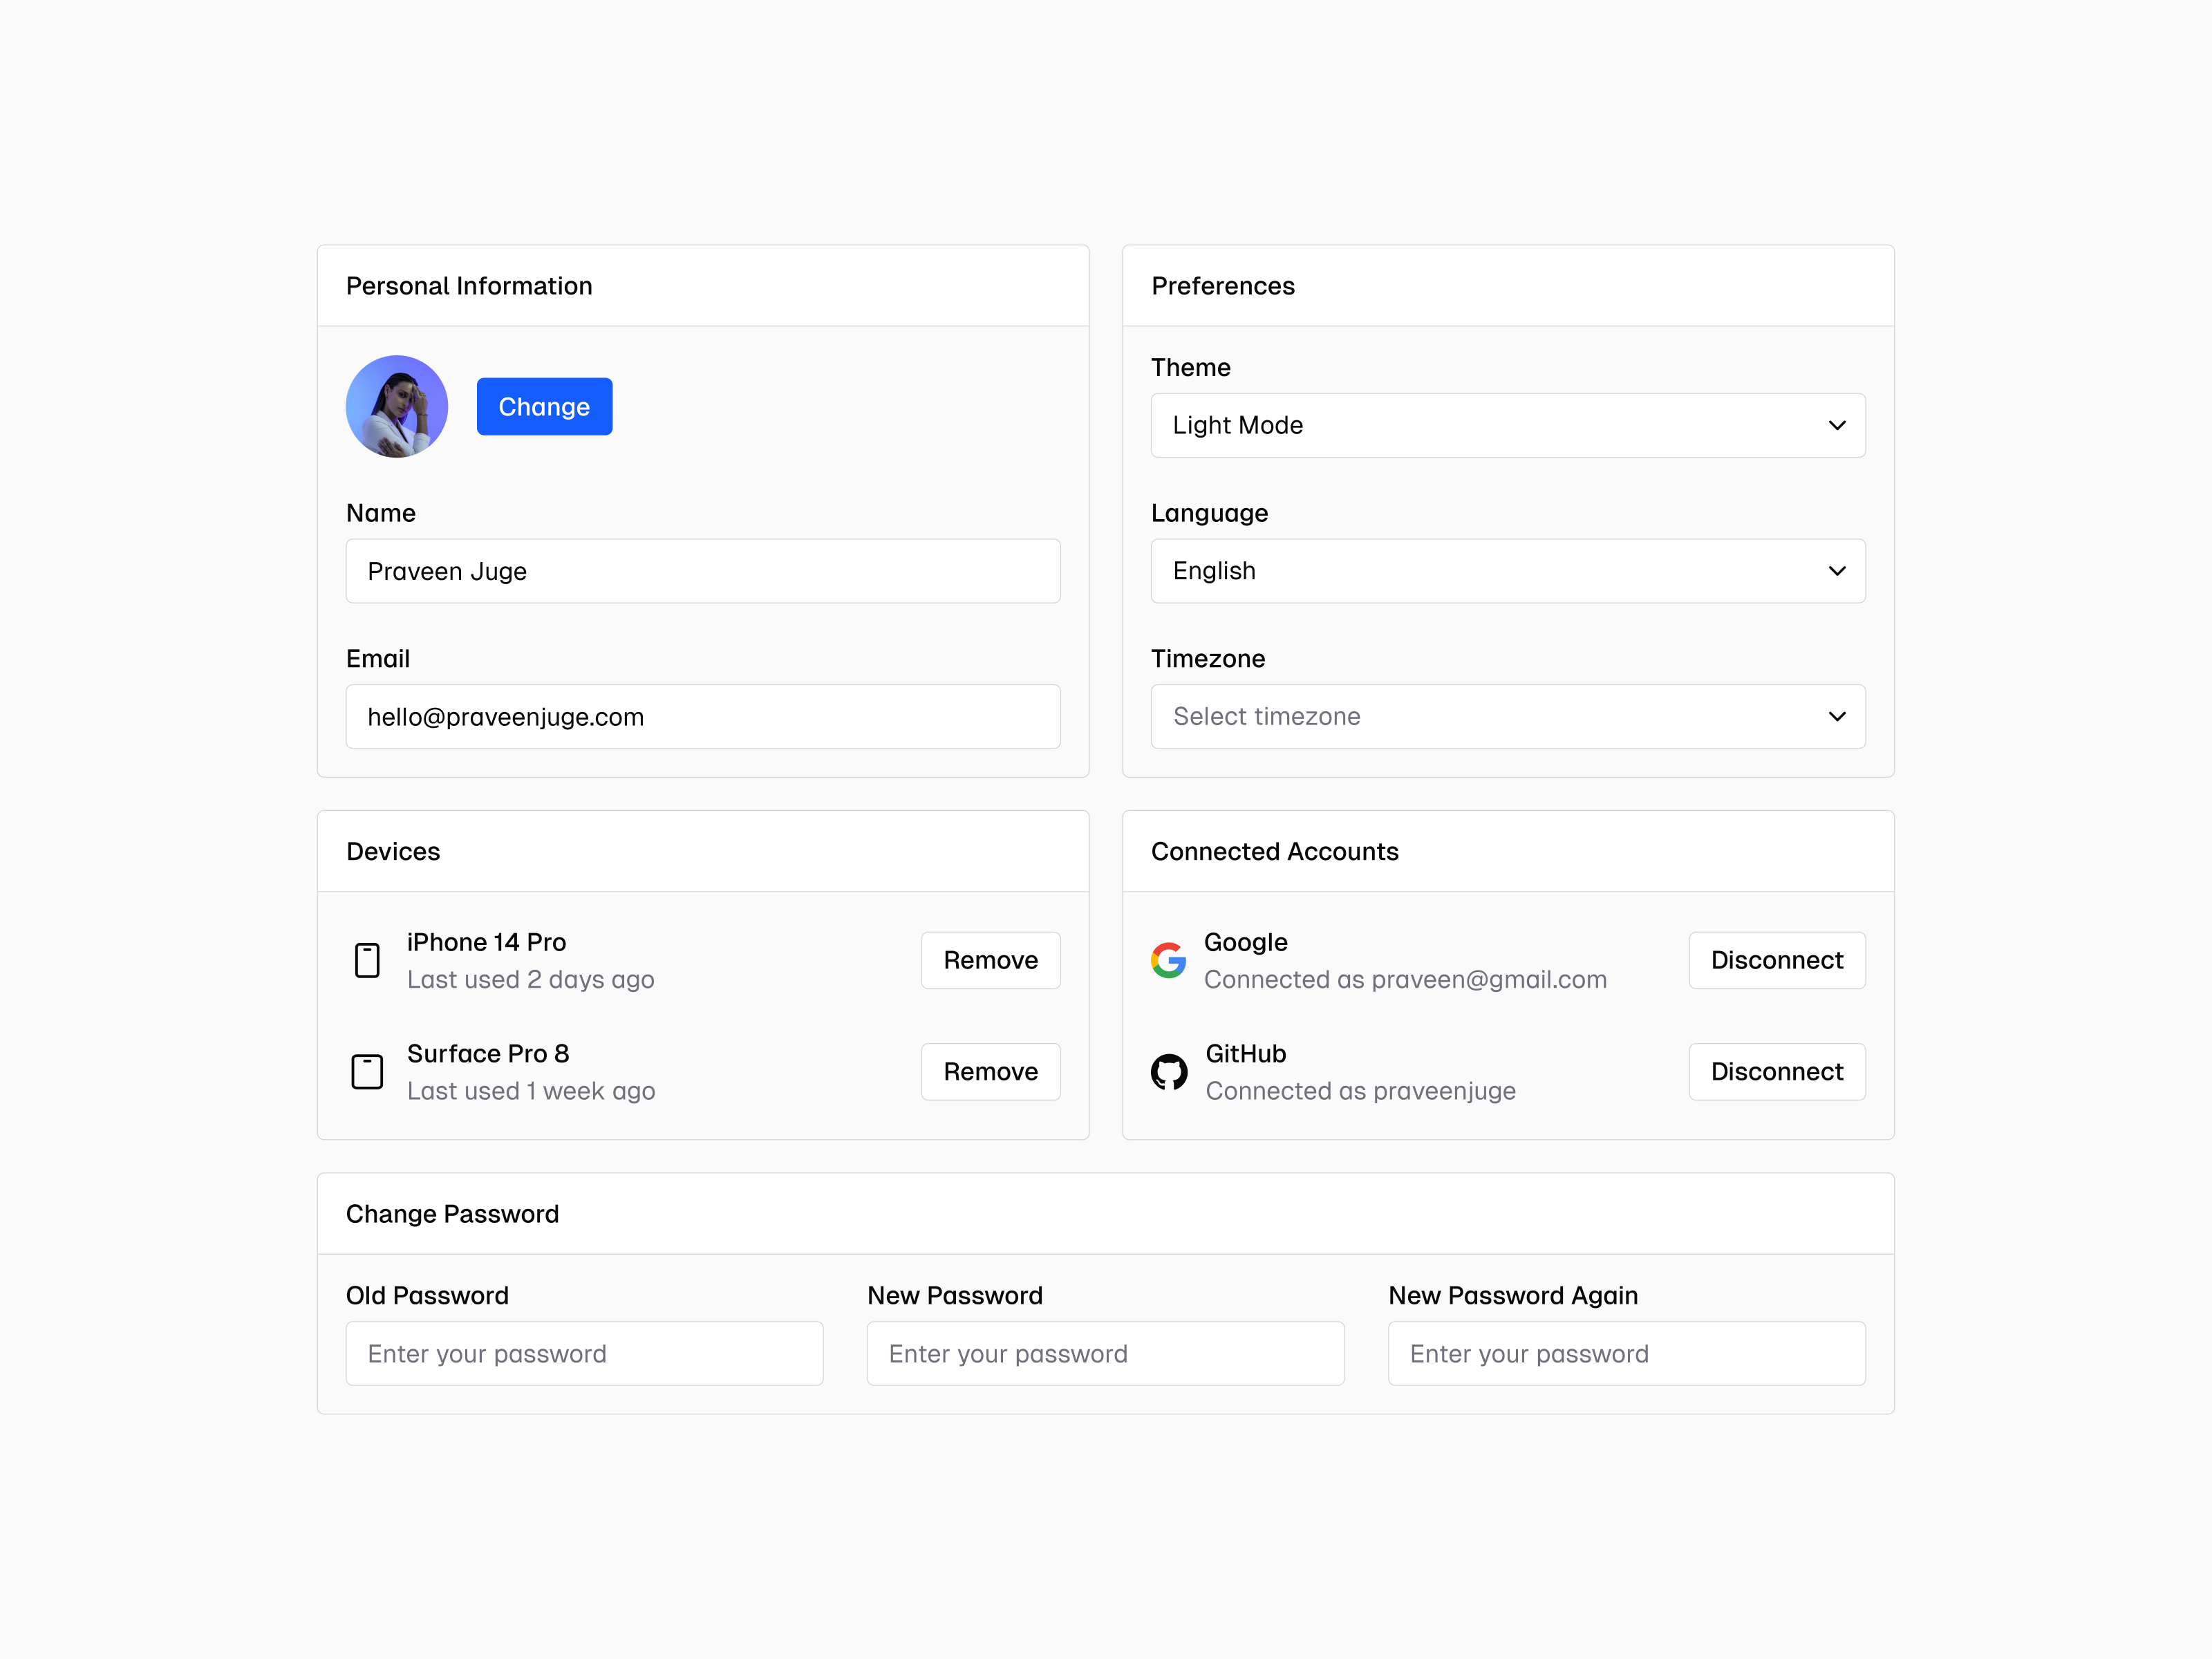 Personal Information
Change
Name
Praveen Juge
Email
hello@praveenjuge.com
Preferences
Theme
Light Mode
Language
English
Timezone
Select timezone
Devices
iPhone 14 Pro
Last used 2 days ago
Remove
Surface Pro 8
Last used 1 week ago
Remove
Connected Accounts
Google
Connected as praveen@gmail.com
Disconnect
GitHub
Connected as praveenjuge
Disconnect
Change Password
Old Password
Enter your password
New Password
Enter your password
New Password Again
Enter your password